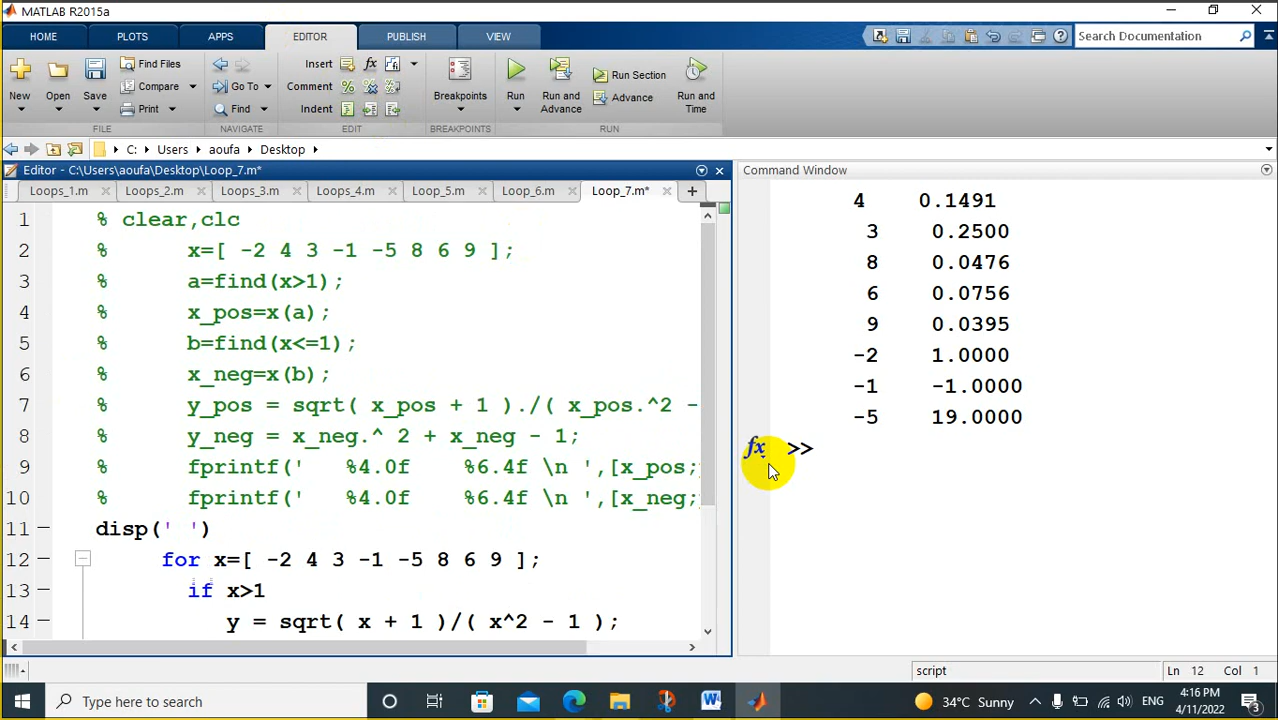 MATLAB R2015a
HOME PLOTS APPS EDITOR PUBLISH VIEW
Search Documentation
New Open Save Find Files Compare Print
Go To Find
Insert fx
Comment
Indent
Breakpoints
Run Run and Advance Run Section Advance Run and Time
FILE NAVIGATE EDIT BREAKPOINTS RUN
C: Users aoufa Desktop
Editor - C:\Users\aoufa\Desktop\Loop_7.m*
Loops_1.m Loops_2.m Loops_3.m Loops_4.m Loop_5.m Loop_6.m Loop_7.m*
1 % clear,clc
2 % x=[ -2 4 3 -1 -5 8 6 9 ];
3 % a=find(x>1);
4 % x_pos=x(a);
5 % b=find(x<=1);
6 % x_neg=x(b);
7 % y_pos = sqrt( x_pos + 1 )./( x_pos.^2 -
8 % y_neg = x_neg.^ 2 + x_neg - 1;
9 % fprintf(' %4.0f %6.4f \n ',[x_pos;
10 % fprintf(' %4.0f %6.4f \n ',[x_neg;
11 disp(' ')
12 for x=[ -2 4 3 -1 -5 8 6 9 ];
13 if x>1
14 y = sqrt( x + 1 )/( x^2 - 1 );
Command Window
4 0.1491
3 0.2500
8 0.0476
6 0.0756
9 0.0395
-2 1.0000
-1 -1.0000
-5 19.0000
fx >>
script Ln 12 Col 1
Type here to search
34°C Sunny
ENG
4:16 PM
4/11/2022
3